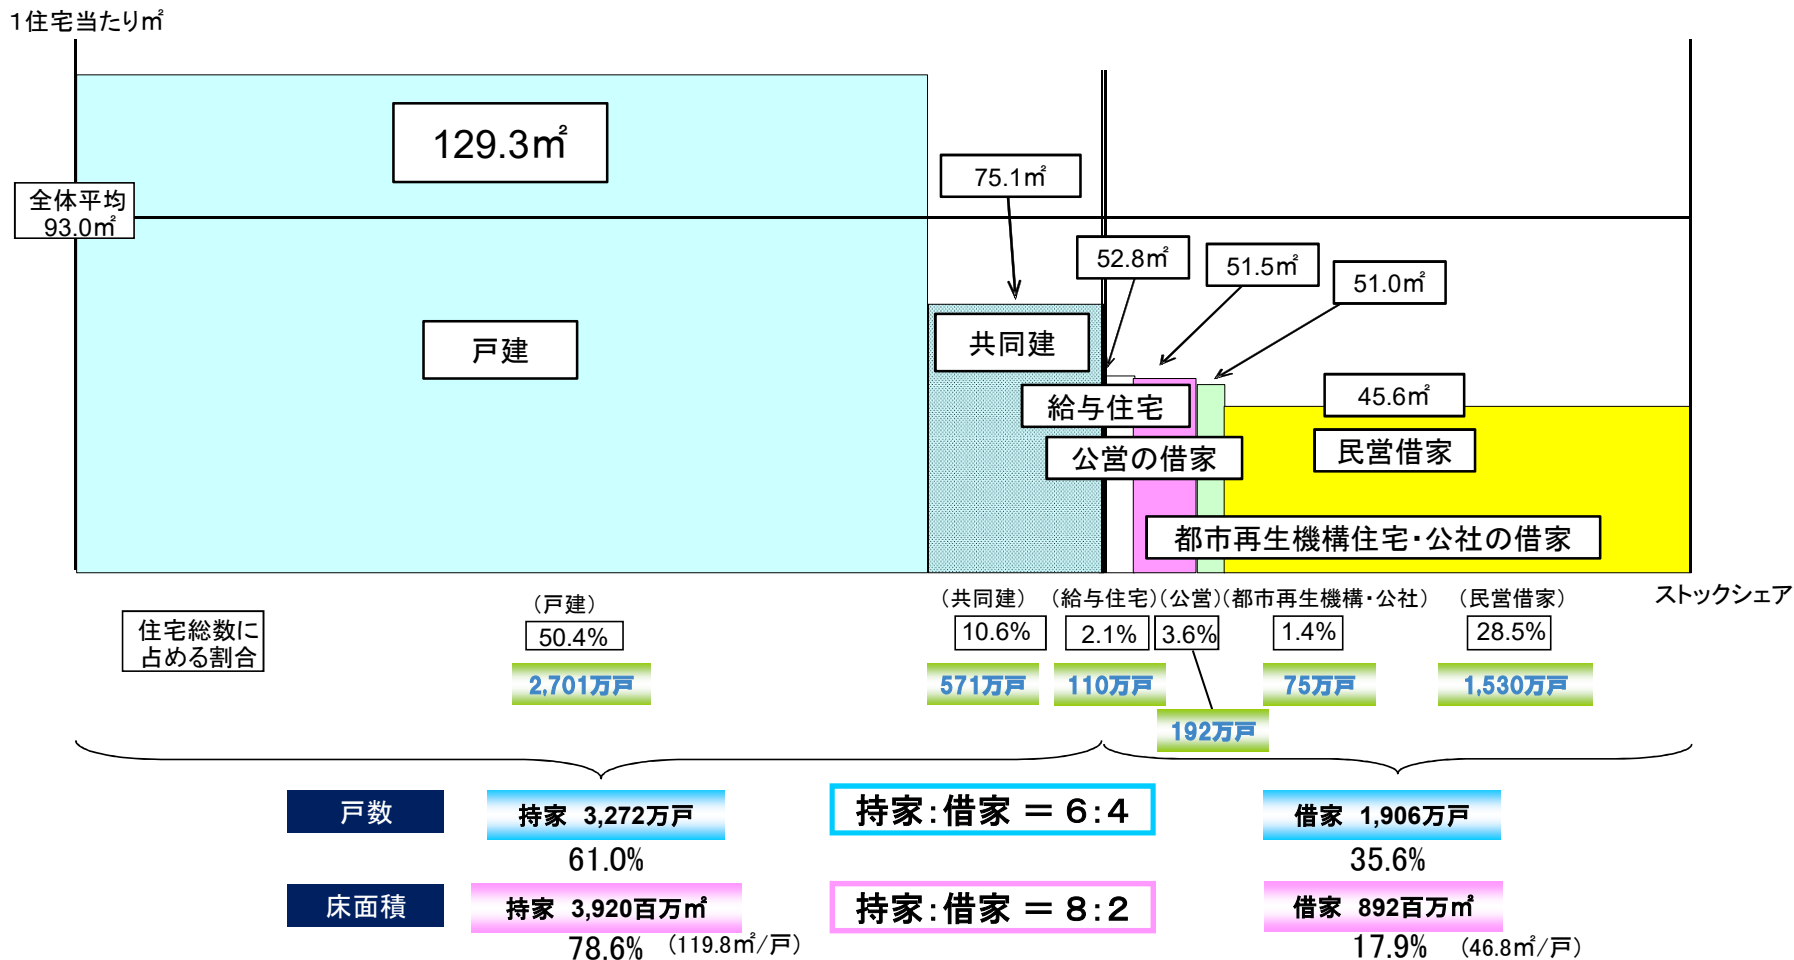 1住宅当たり㎡
129.3㎡
75.1㎡
全体平均
93.0㎡
52.8㎡
51.5㎡
51.0㎡
戸建
共同建
給与住宅
45.6㎡
公営の借家
民営借家
都市再生機構住宅・公社の借家
ストックシェア
住宅総数に
占める割合
(戸建)
(共同建)
(給与住宅)
(公営)
(都市再生機構・公社)
(民営借家)
50.4%
10.6%
2.1%
3.6%
1.4%
28.5%
2,701万戸
571万戸
110万戸
75万戸
1,530万戸
192万戸
戸数
持家 3,272万戸
持家:借家 = 6:4
借家 1,906万戸
61.0%
35.6%
床面積
持家 3,920百万㎡
持家:借家 = 8:2
借家 892百万㎡
78.6% (119.8㎡/戸)
17.9% (46.8㎡/戸)